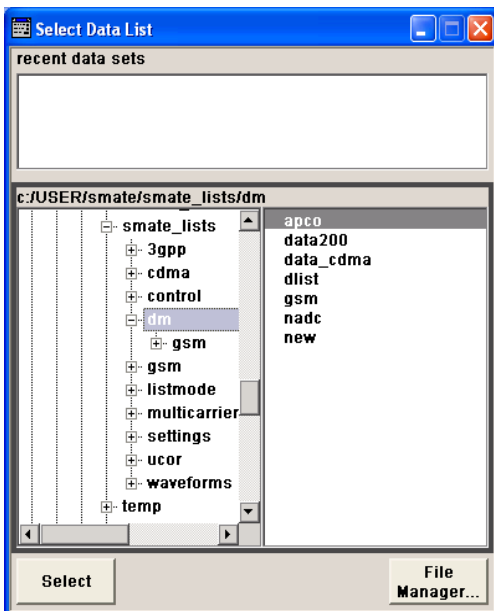 Select Data List
recent data sets
c:/USER/smate/smate_lists/dm
smate_lists
3gpp
cdma
control
dm
gsm
gsm
listmode
multicarrier
settings
ucor
waveforms
temp
apco
data200
data_cdma
dlist
gsm
nadc
new
Select
File
Manager...